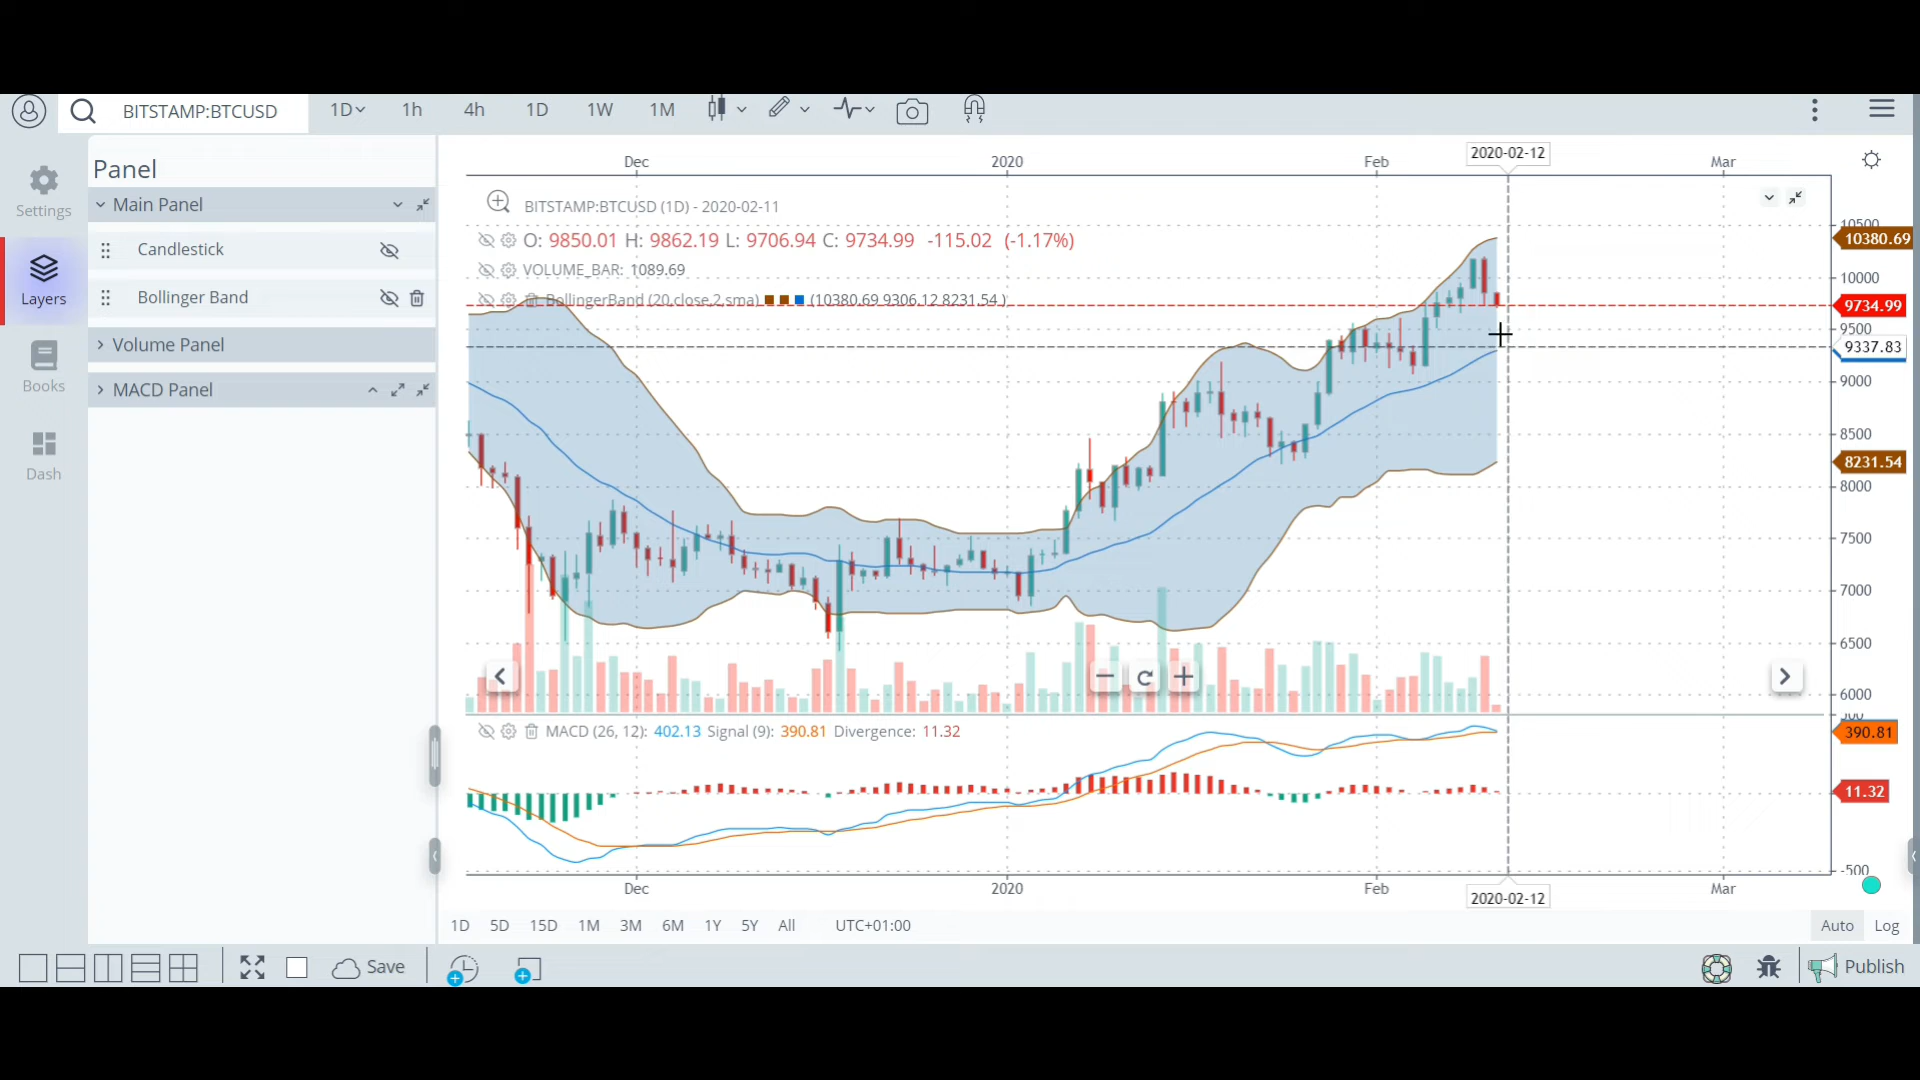 BITSTAMP:BTCUSD 1D 1h 4h 1D 1W 1M
Settings
Layers
Books
Dash
Panel
Main Panel
Candlestick
Bollinger Band
Volume Panel
MACD Panel
Dec 2020 Feb 2020-02-12 Mar
BITSTAMP:BTCUSD (1D) - 2020-02-11
O: 9850.01 H: 9862.19 L: 9706.94 C: 9734.99 -115.02 (-1.17%)
VOLUME_BAR: 1089.69
BollingerBand (20,close,2,sma) (10380.69 9306.12 8231.54 )
10500
10380.69
10000
9734.99
9500
9337.83
9000
8500
8231.54
8000
7500
7000
6500
6000
MACD (26, 12): 402.13 Signal (9): 390.81 Divergence: 11.32
390.81
11.32
-500
Dec 2020 Feb 2020-02-12 Mar
1D 5D 15D 1M 3M 6M 1Y 5Y All UTC+01:00 Auto Log
Save Publish